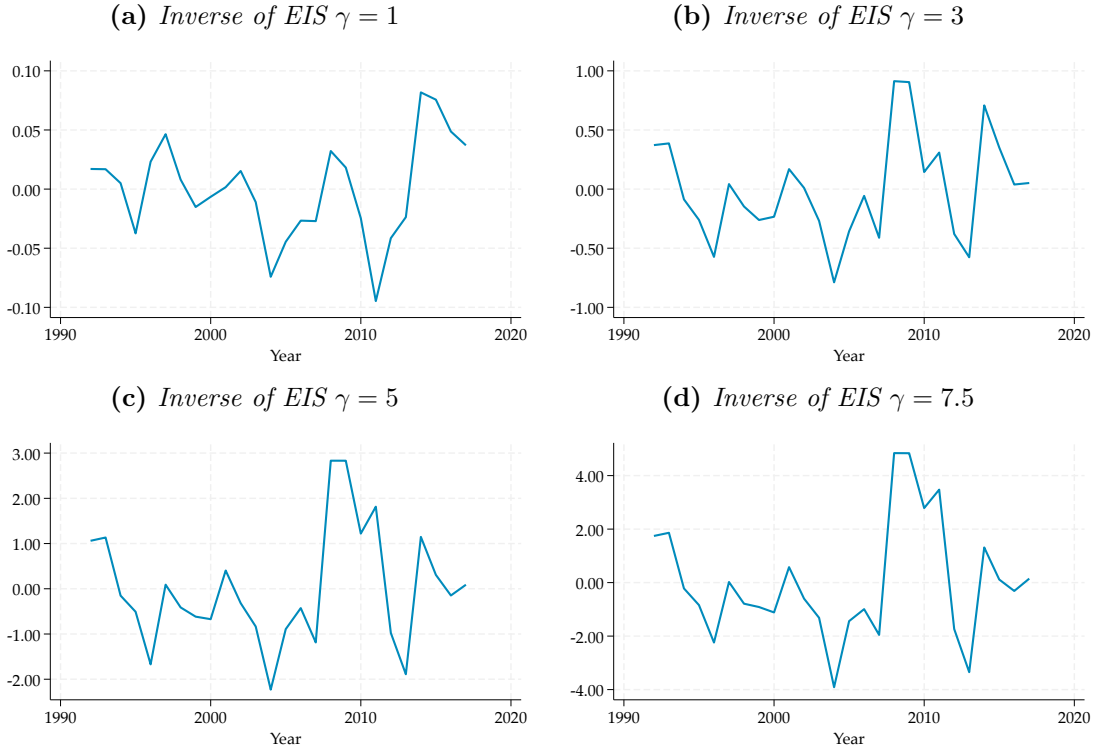 (a) Inverse of EIS γ = 1
0.10
0.05
0.00
-0.05
-0.10
1990 2000 2010 2020
Year
(b) Inverse of EIS γ = 3
1.00
0.50
0.00
-0.50
-1.00
1990 2000 2010 2020
Year
(c) Inverse of EIS γ = 5
3.00
2.00
1.00
0.00
-1.00
-2.00
1990 2000 2010 2020
Year
(d) Inverse of EIS γ = 7.5
4.00
2.00
0.00
-2.00
-4.00
1990 2000 2010 2020
Year